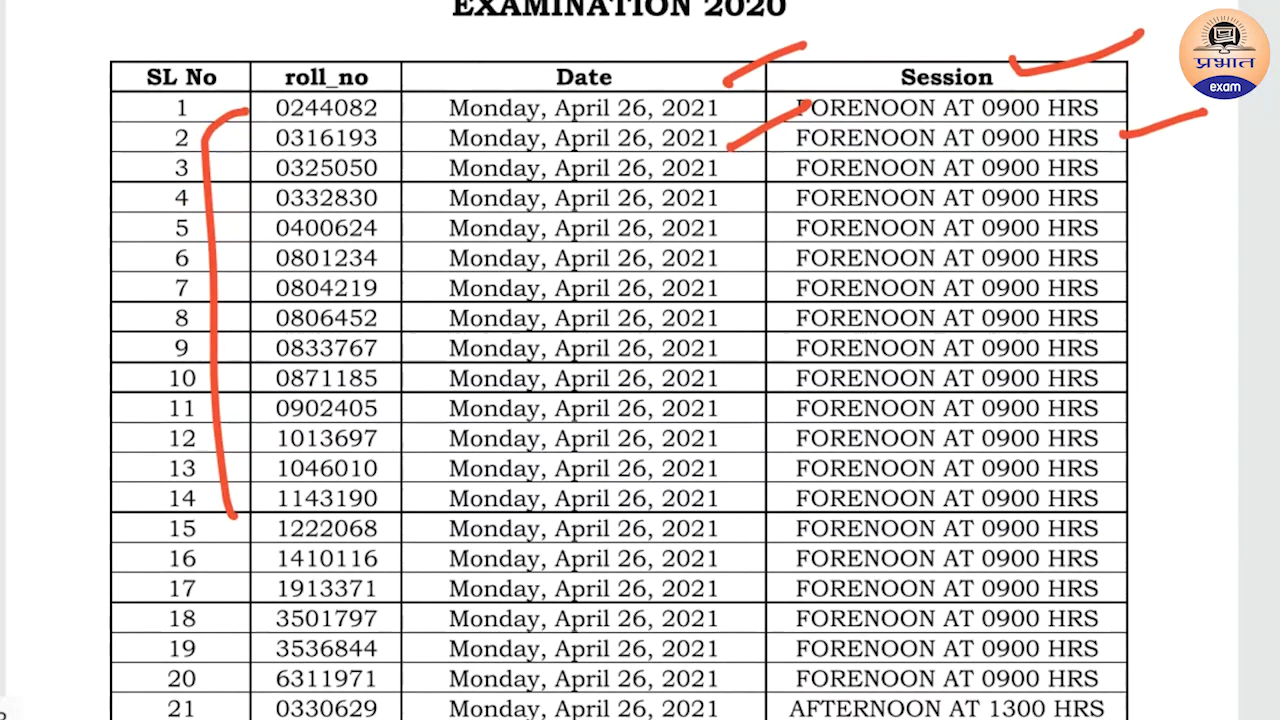 EXAMINATION 2020
SL No roll_no Date Session
1 0244082 Monday, April 26, 2021 FORENOON AT 0900 HRS
2 0316193 Monday, April 26, 2021 FORENOON AT 0900 HRS
3 0325050 Monday, April 26, 2021 FORENOON AT 0900 HRS
4 0332830 Monday, April 26, 2021 FORENOON AT 0900 HRS
5 0400624 Monday, April 26, 2021 FORENOON AT 0900 HRS
6 0801234 Monday, April 26, 2021 FORENOON AT 0900 HRS
7 0804219 Monday, April 26, 2021 FORENOON AT 0900 HRS
8 0806452 Monday, April 26, 2021 FORENOON AT 0900 HRS
9 0833767 Monday, April 26, 2021 FORENOON AT 0900 HRS
10 0871185 Monday, April 26, 2021 FORENOON AT 0900 HRS
11 0902405 Monday, April 26, 2021 FORENOON AT 0900 HRS
12 1013697 Monday, April 26, 2021 FORENOON AT 0900 HRS
13 1046010 Monday, April 26, 2021 FORENOON AT 0900 HRS
14 1143190 Monday, April 26, 2021 FORENOON AT 0900 HRS
15 1222068 Monday, April 26, 2021 FORENOON AT 0900 HRS
16 1410116 Monday, April 26, 2021 FORENOON AT 0900 HRS
17 1913371 Monday, April 26, 2021 FORENOON AT 0900 HRS
18 3501797 Monday, April 26, 2021 FORENOON AT 0900 HRS
19 3536844 Monday, April 26, 2021 FORENOON AT 0900 HRS
20 6311971 Monday, April 26, 2021 FORENOON AT 0900 HRS
21 0330629 Monday, April 26, 2021 AFTERNOON AT 1300 HRS
प्रभात
exam